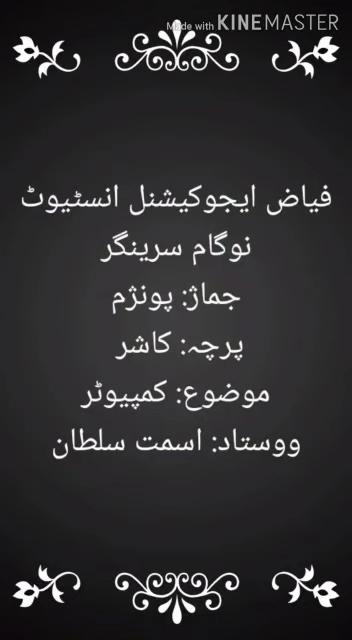 Made with KINEMASTER
فیاض ایجوکیشنل انسٹیوٹ
نوگام سرینگر
جماژ: پونژم
پرچہ: کاشر
موضوع: کمپیوٹر
ووستاد: اسمت سلطان